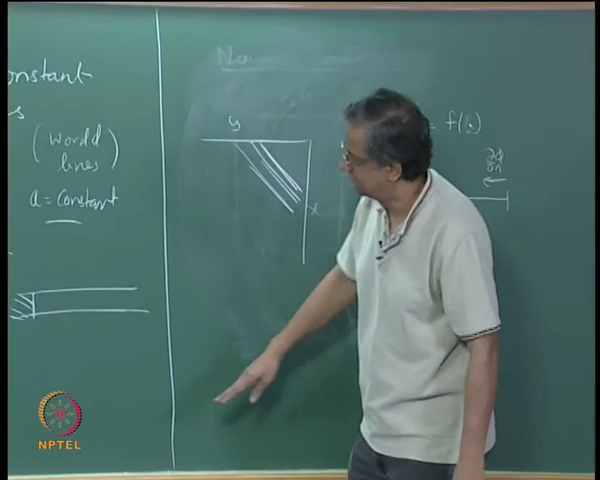 onstant
s
(world
lines)
a = constant
y
x
= f(
∂Φ
∂n
NPTEL